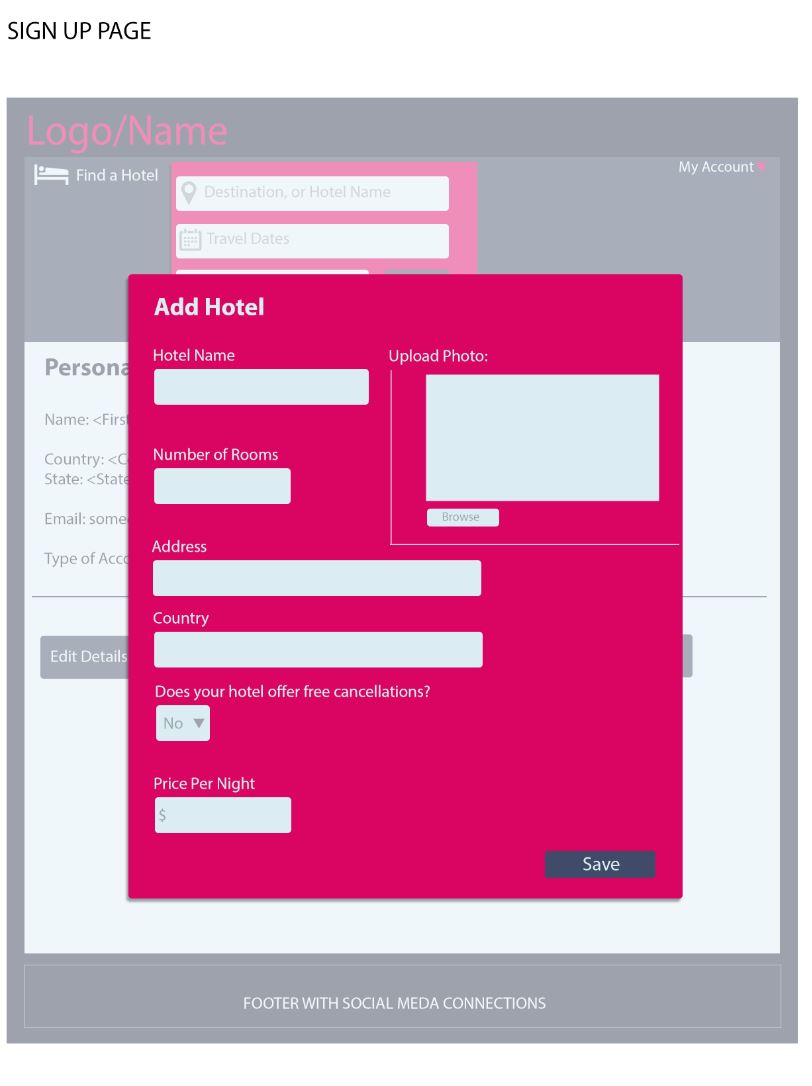 SIGN UP PAGE
Logo/Name
Find a Hotel
My Account
Destination, or Hotel Name
Travel Dates
Add Hotel
Hotel Name
Upload Photo:
Persona
Name: <First
Number of Rooms
Country: <C
State: <State
Browse
Email: some
Address
Type of Acco
Country
Edit Details
Does your hotel offer free cancellations?
No
Price Per Night
$
Save
FOOTER WITH SOCIAL MEDA CONNECTIONS